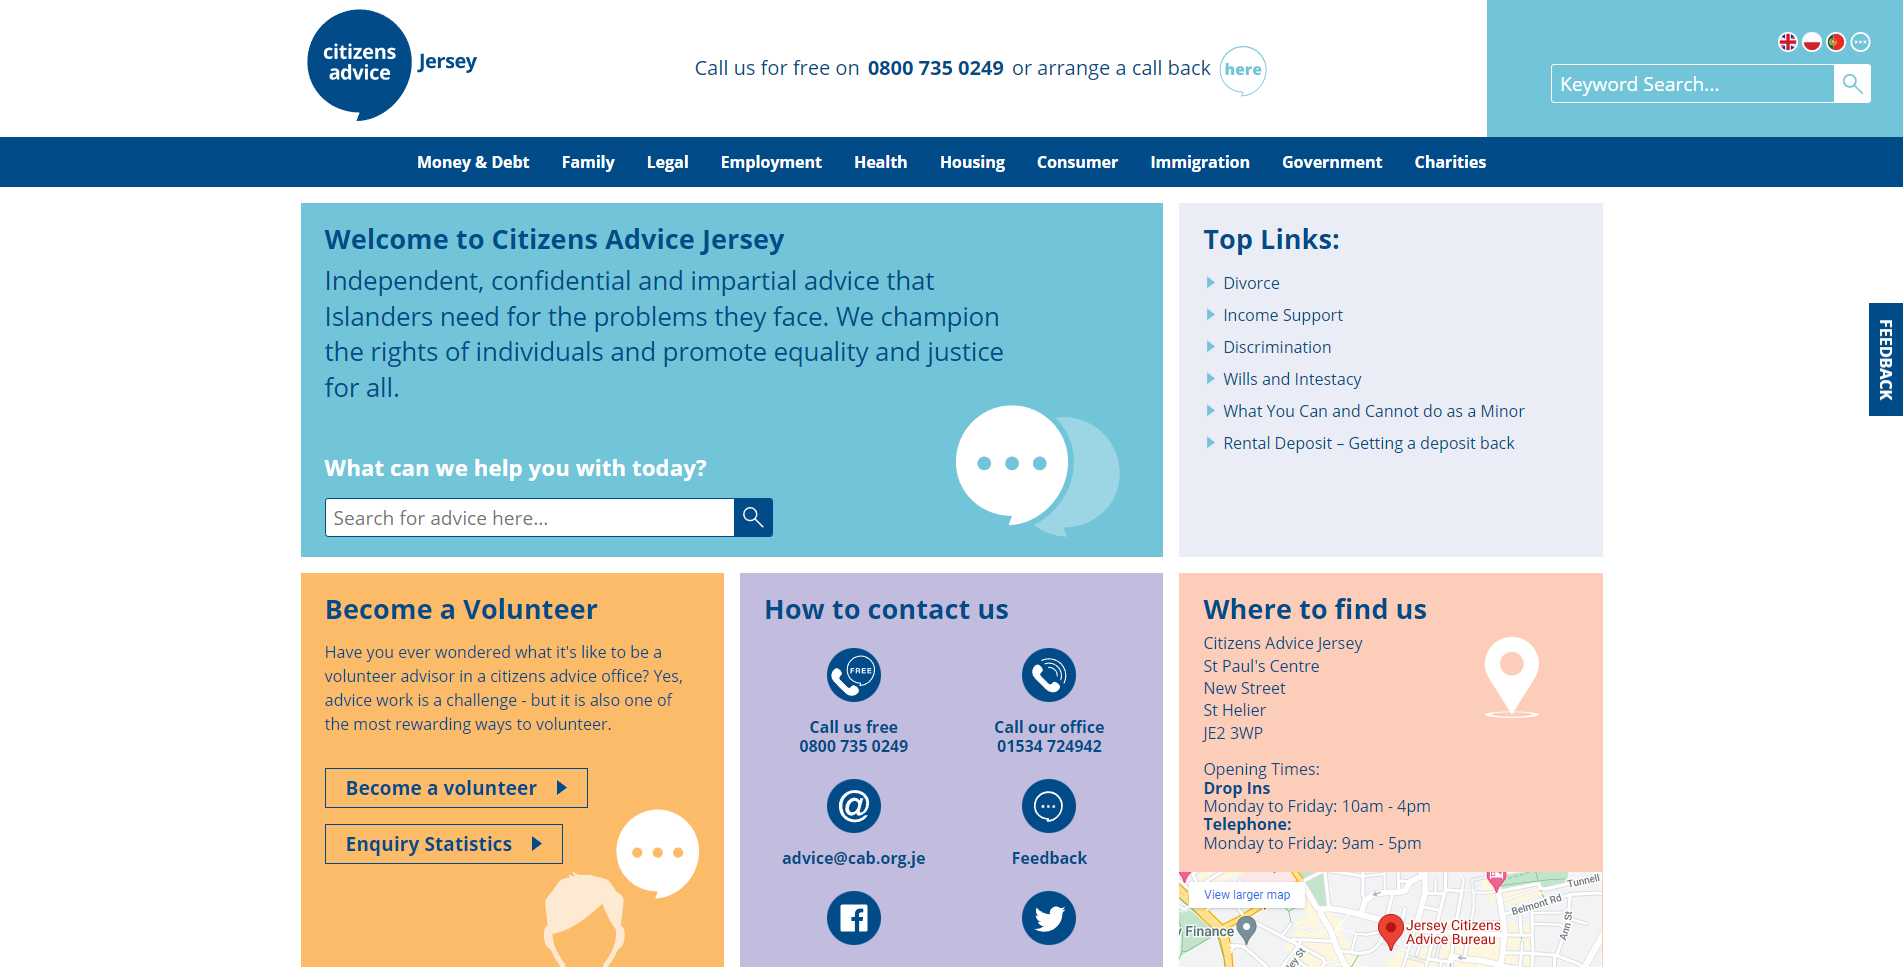 citizens
advice
Jersey
Call us for free on 0800 735 0249 or arrange a call back here
Keyword Search...
Money & Debt Family Legal Employment Health Housing Consumer Immigration Government Charities
Welcome to Citizens Advice Jersey
Independent, confidential and impartial advice that
Islanders need for the problems they face. We champion
the rights of individuals and promote equality and justice
for all.
What can we help you with today?
Search for advice here...
Top Links:
Divorce
Income Support
Discrimination
Wills and Intestacy
What You Can and Cannot do as a Minor
Rental Deposit – Getting a deposit back
FEEDBACK
Become a Volunteer
Have you ever wondered what it's like to be a
volunteer advisor in a citizens advice office? Yes,
advice work is a challenge - but it is also one of
the most rewarding ways to volunteer.
Become a volunteer
Enquiry Statistics
How to contact us
FREE
Call us free
0800 735 0249
Call our office
01534 724942
@
advice@cab.org.je
Feedback
Where to find us
Citizens Advice Jersey
St Paul's Centre
New Street
St Helier
JE2 3WP
Opening Times:
Drop Ins
Monday to Friday: 10am - 4pm
Telephone:
Monday to Friday: 9am - 5pm
View larger map
Tunnell
Belmont Rd
Ann St
Finance
Jersey Citizens
Advice Bureau
ey St